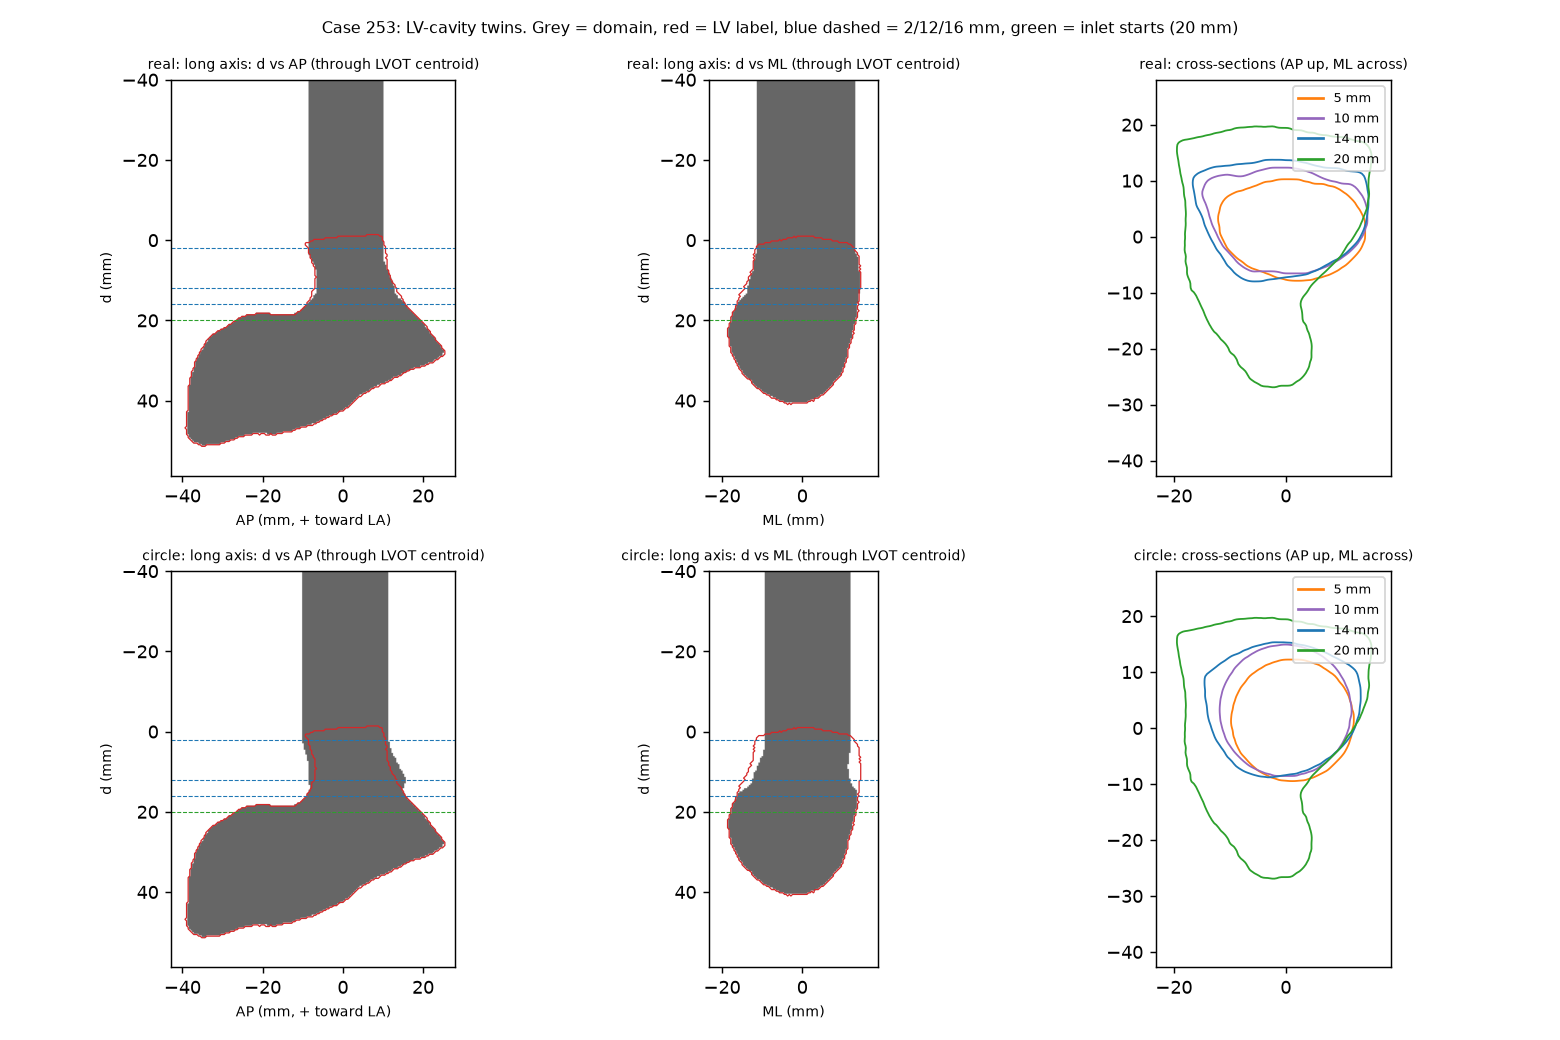 Case 253: LV-cavity twins. Grey = domain, red = LV label, blue dashed = 2/12/16 mm, green = inlet starts (20 mm)
real: long axis: d vs AP (through LVOT centroid)
−40
−20
0
20
40
d (mm)
−40 −20 0 20
AP (mm, + toward LA)
real: long axis: d vs ML (through LVOT centroid)
−40
−20
0
20
40
d (mm)
−20 0
ML (mm)
real: cross-sections (AP up, ML across)
5 mm
10 mm
14 mm
20 mm
20
10
0
−10
−20
−30
−40
−20 0
circle: long axis: d vs AP (through LVOT centroid)
−40
−20
0
20
40
d (mm)
−40 −20 0 20
AP (mm, + toward LA)
circle: long axis: d vs ML (through LVOT centroid)
−40
−20
0
20
40
d (mm)
−20 0
ML (mm)
circle: cross-sections (AP up, ML across)
5 mm
10 mm
14 mm
20 mm
20
10
0
−10
−20
−30
−40
−20 0